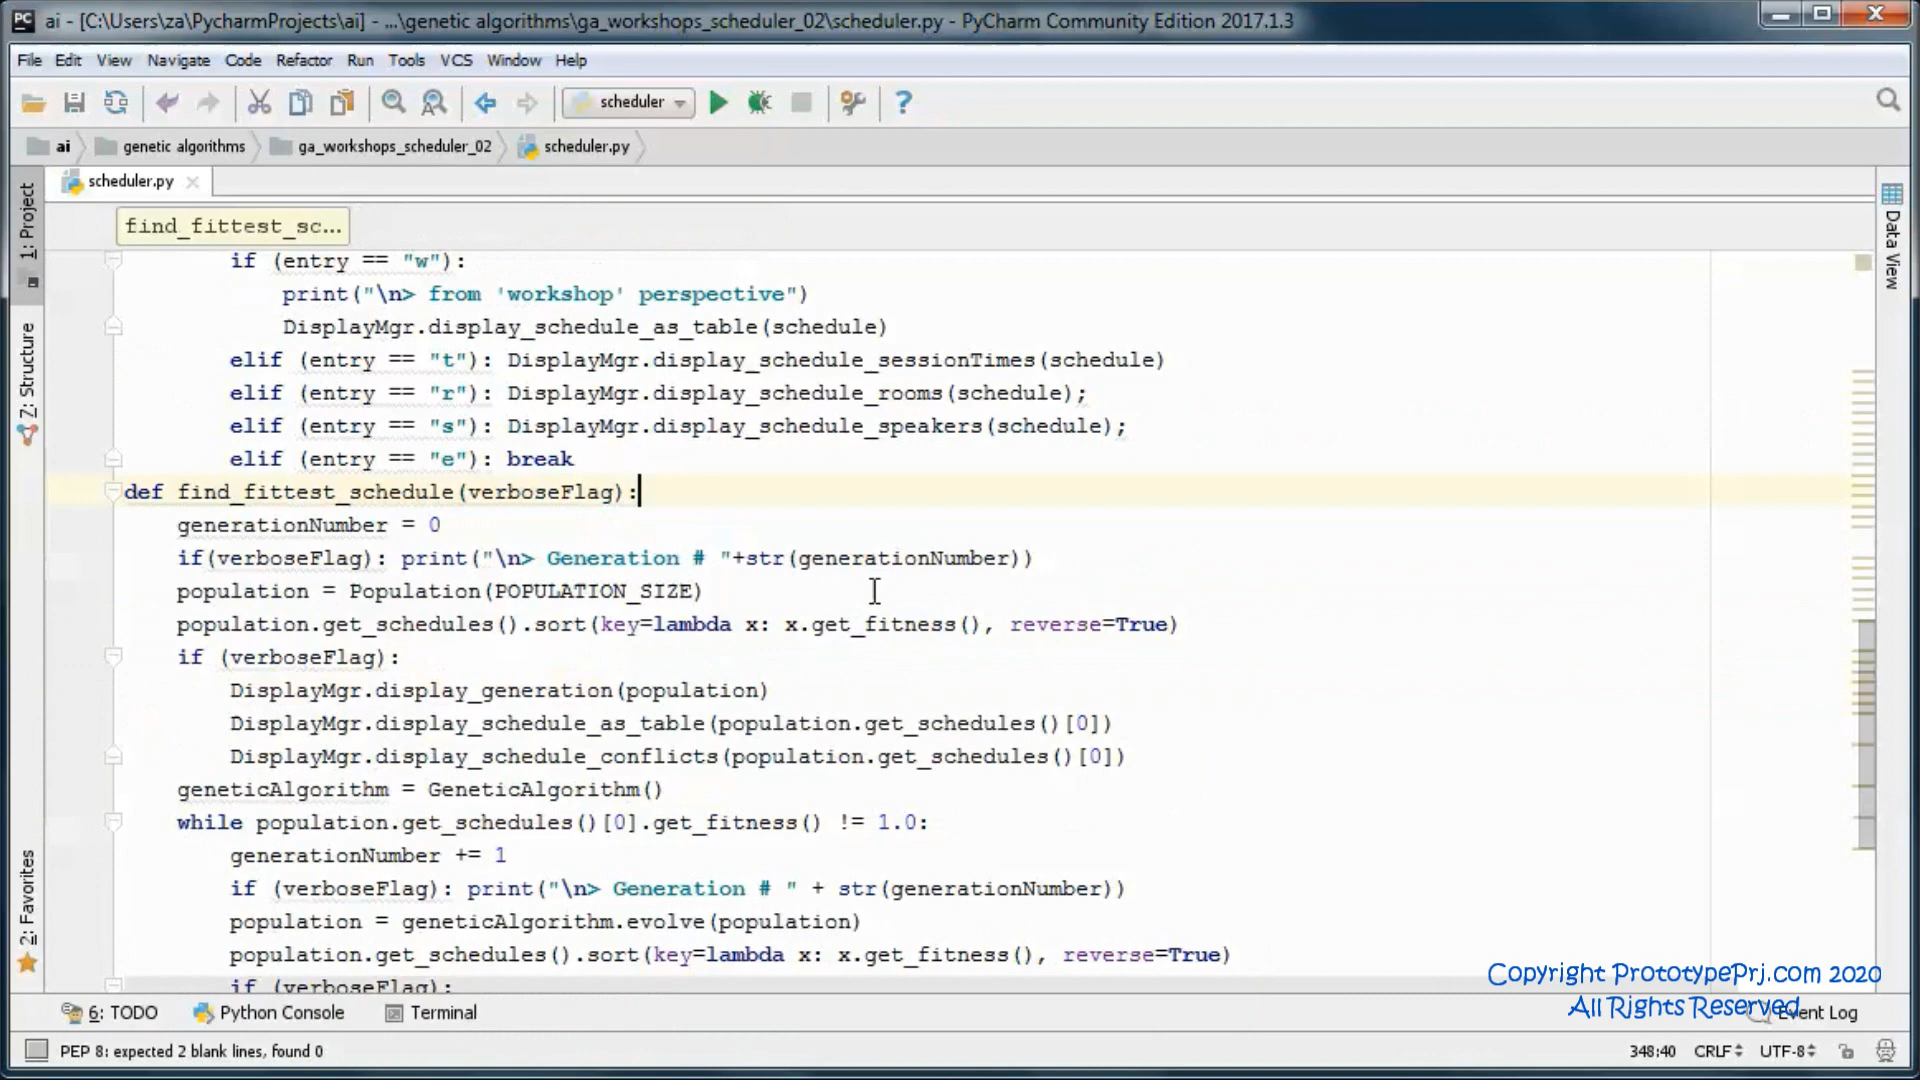 PC ai - [C:\Users\za\PycharmProjects\ai] - ...\genetic algorithms\ga_workshops_scheduler_02\scheduler.py - PyCharm Community Edition 2017.1.3
File Edit View Navigate Code Refactor Run Tools VCS Window Help
scheduler
ai genetic algorithms ga_workshops_scheduler_02 scheduler.py
scheduler.py
find_fittest_sc...
if (entry == "w"):
print("\n> from 'workshop' perspective")
DisplayMgr.display_schedule_as_table(schedule)
elif (entry == "t"): DisplayMgr.display_schedule_sessionTimes(schedule)
elif (entry == "r"): DisplayMgr.display_schedule_rooms(schedule);
elif (entry == "s"): DisplayMgr.display_schedule_speakers(schedule);
elif (entry == "e"): break
def find_fittest_schedule(verboseFlag):
generationNumber = 0
if(verboseFlag): print("\n> Generation # "+str(generationNumber))
population = Population(POPULATION_SIZE)
population.get_schedules().sort(key=lambda x: x.get_fitness(), reverse=True)
if (verboseFlag):
DisplayMgr.display_generation(population)
DisplayMgr.display_schedule_as_table(population.get_schedules()[0])
DisplayMgr.display_schedule_conflicts(population.get_schedules()[0])
geneticAlgorithm = GeneticAlgorithm()
while population.get_schedules()[0].get_fitness() != 1.0:
generationNumber += 1
if (verboseFlag): print("\n> Generation # " + str(generationNumber))
population = geneticAlgorithm.evolve(population)
population.get_schedules().sort(key=lambda x: x.get_fitness(), reverse=True)
if (verboseFlag):
1: Project
7: Structure
2: Favorites
Data View
Copyright PrototypePrj.com 2020
All Rights Reserved
6: TODO Python Console Terminal Event Log
PEP 8: expected 2 blank lines, found 0 348:40 CRLF UTF-8